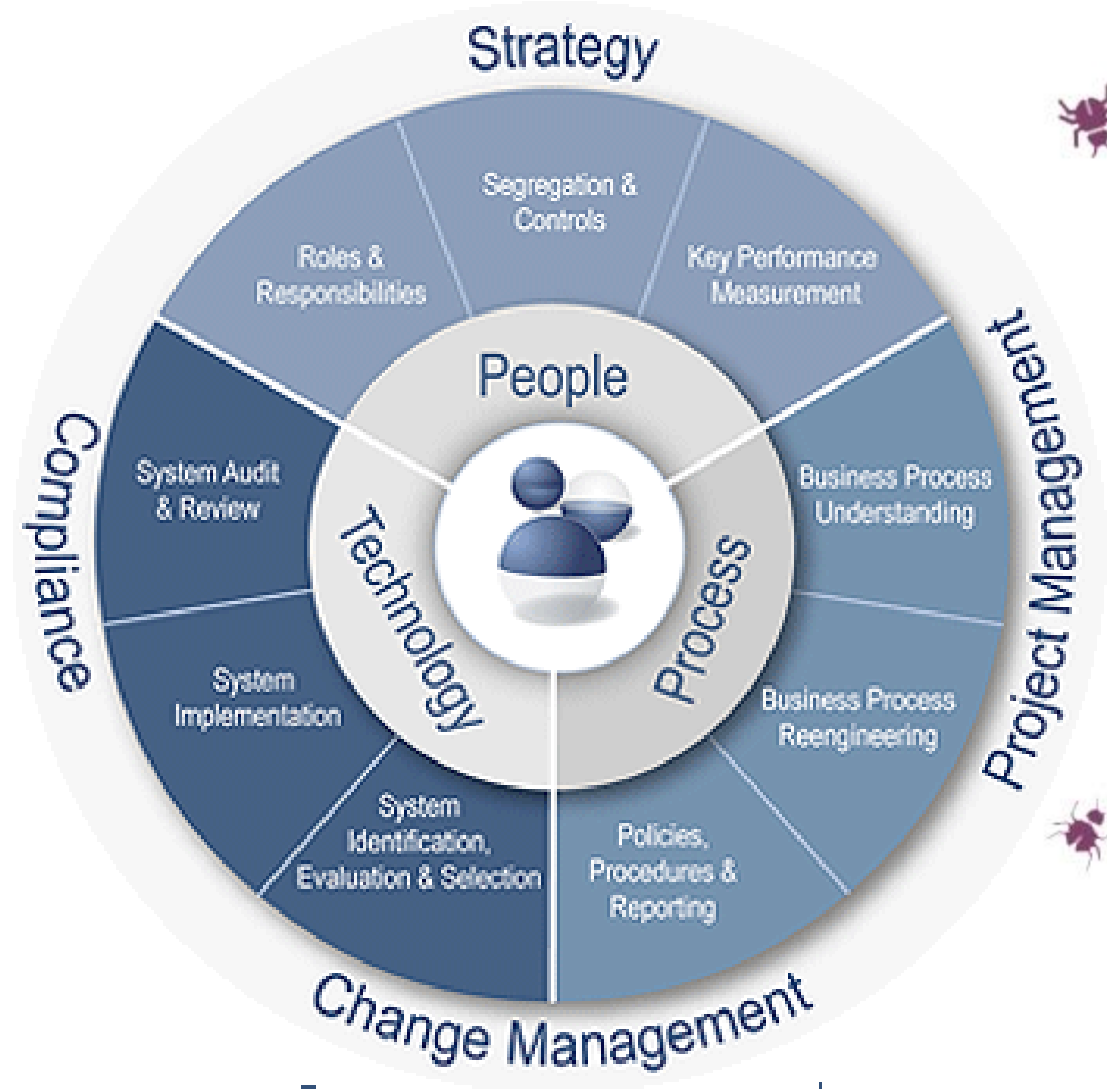 Strategy
Segregation &
Controls
Roles &
Responsibilities
Key Performance
Measurement
People
Project Management
Compliance
System Audit
& Review
Business Process
Understanding
Technology
Process
System
Implementation
Business Process
Reengineering
System
Identification,
Evaluation & Selection
Policies,
Procedures &
Reporting
Change Management